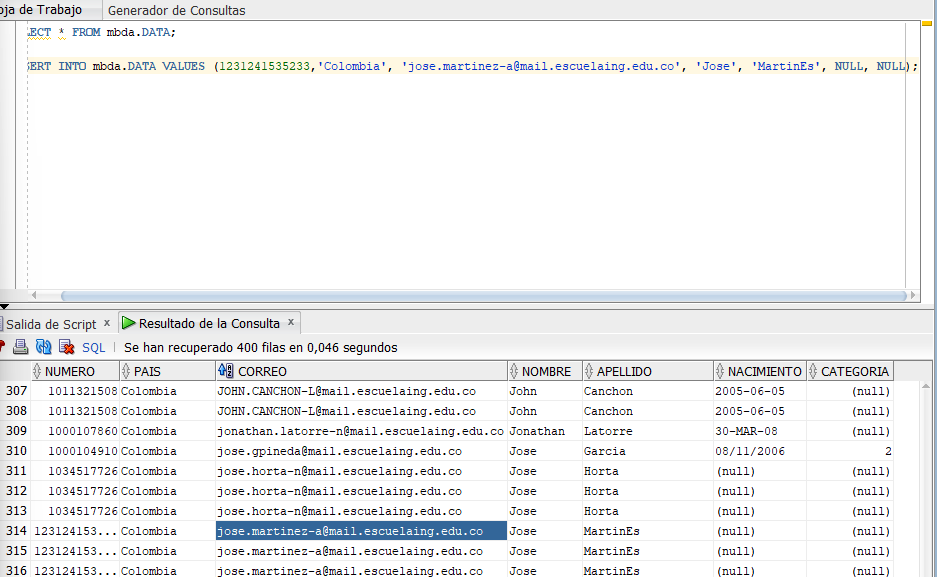 oja de Trabajo Generador de Consultas
LECT * FROM mbda.DATA;
SERT INTO mbda.DATA VALUES (1231241535233,'Colombia', 'jose.martinez-a@mail.escuelaing.edu.co', 'Jose', 'MartinEs', NULL, NULL);
Salida de Script x Resultado de la Consulta x
SQL | Se han recuperado 400 filas en 0,046 segundos
NUMERO PAIS CORREO NOMBRE APELLIDO NACIMIENTO CATEGORIA
307 1011321508 Colombia JOHN.CANCHON-L@mail.escuelaing.edu.co John Canchon 2005-06-05 (null)
308 1011321508 Colombia JOHN.CANCHON-L@mail.escuelaing.edu.co John Canchon 2005-06-05 (null)
309 1000107860 Colombia jonathan.latorre-n@mail.escuelaing.edu.co Jonathan Latorre 30-MAR-08 (null)
310 1000104910 Colombia jose.gpineda@mail.escuelaing.edu.co Jose Garcia 08/11/2006 2
311 1034517726 Colombia jose.horta-n@mail.escuelaing.edu.co Jose Horta (null) (null)
312 1034517726 Colombia jose.horta-n@mail.escuelaing.edu.co Jose Horta (null) (null)
313 1034517726 Colombia jose.horta-n@mail.escuelaing.edu.co Jose Horta (null) (null)
314 123124153... Colombia jose.martinez-a@mail.escuelaing.edu.co Jose MartinEs (null) (null)
315 123124153... Colombia jose.martinez-a@mail.escuelaing.edu.co Jose MartinEs (null) (null)
316 123124153... Colombia jose.martinez-a@mail.escuelaing.edu.co Jose MartinEs (null) (null)